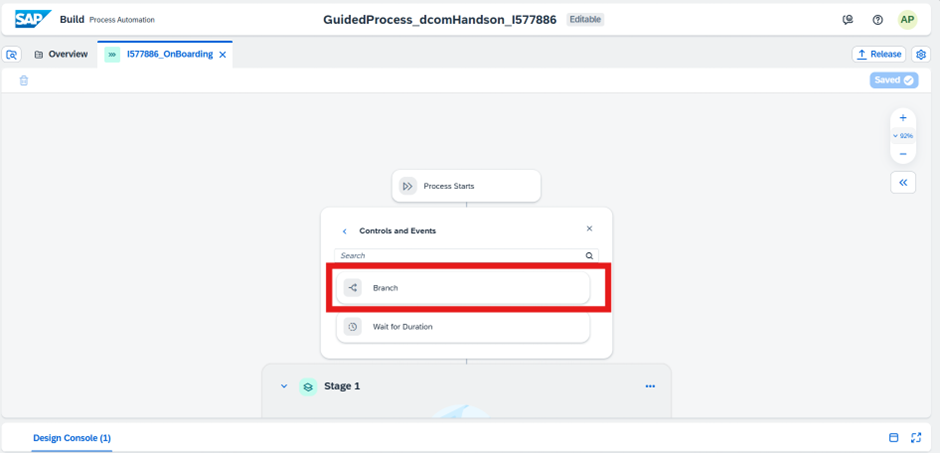 SAP Build Process Automation
GuidedProcess_dcomHandson_I577886 Editable
AP
Overview
I577886_OnBoarding
Release
Saved
92%
Process Starts
Controls and Events
Search
Branch
Wait for Duration
Stage 1
Design Console (1)